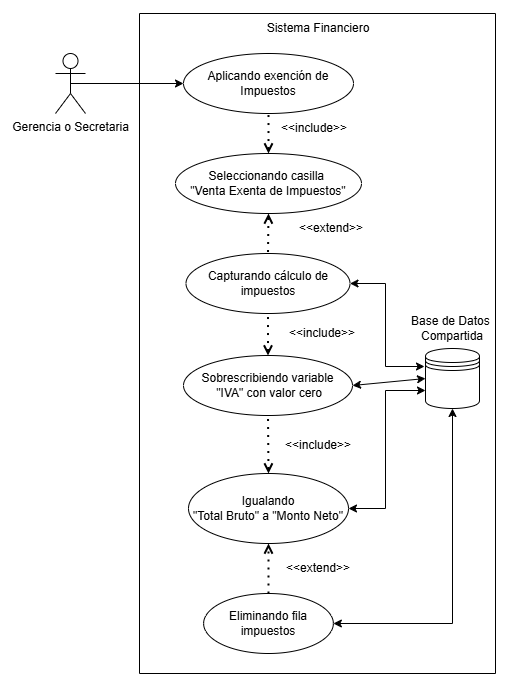 Sistema Financiero
Aplicando exención de
Impuestos
Gerencia o Secretaria
<<include>>
Seleccionando casilla
"Venta Exenta de Impuestos"
<<extend>>
Capturando cálculo de
impuestos
Base de Datos
Compartida
<<include>>
Sobrescribiendo variable
"IVA" con valor cero
<<include>>
Igualando
"Total Bruto" a "Monto Neto"
<<extend>>
Eliminando fila
impuestos